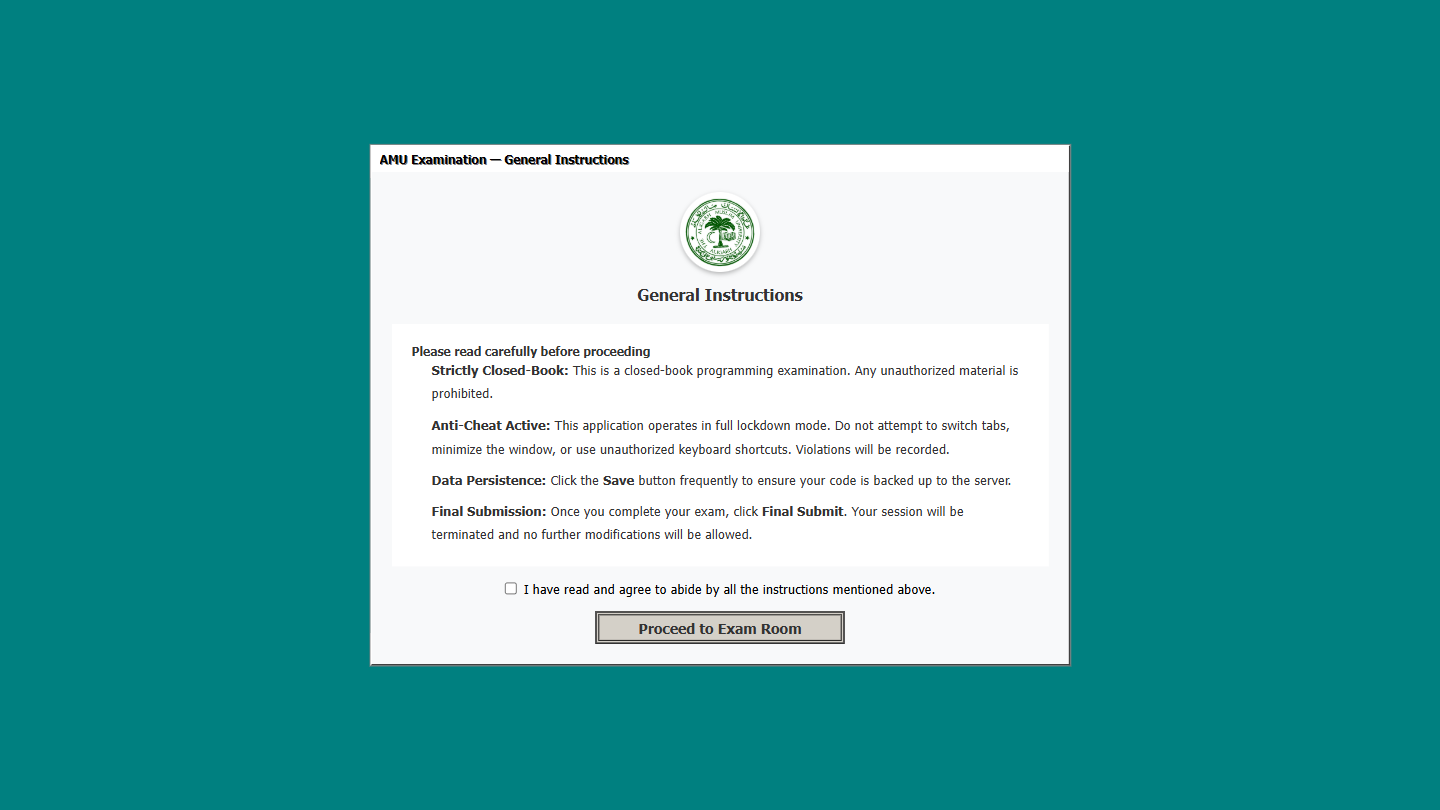 AMU Examination — General Instructions
General Instructions
Please read carefully before proceeding
Strictly Closed-Book: This is a closed-book programming examination. Any unauthorized material is
prohibited.
Anti-Cheat Active: This application operates in full lockdown mode. Do not attempt to switch tabs,
minimize the window, or use unauthorized keyboard shortcuts. Violations will be recorded.
Data Persistence: Click the Save button frequently to ensure your code is backed up to the server.
Final Submission: Once you complete your exam, click Final Submit. Your session will be
terminated and no further modifications will be allowed.
I have read and agree to abide by all the instructions mentioned above.
Proceed to Exam Room